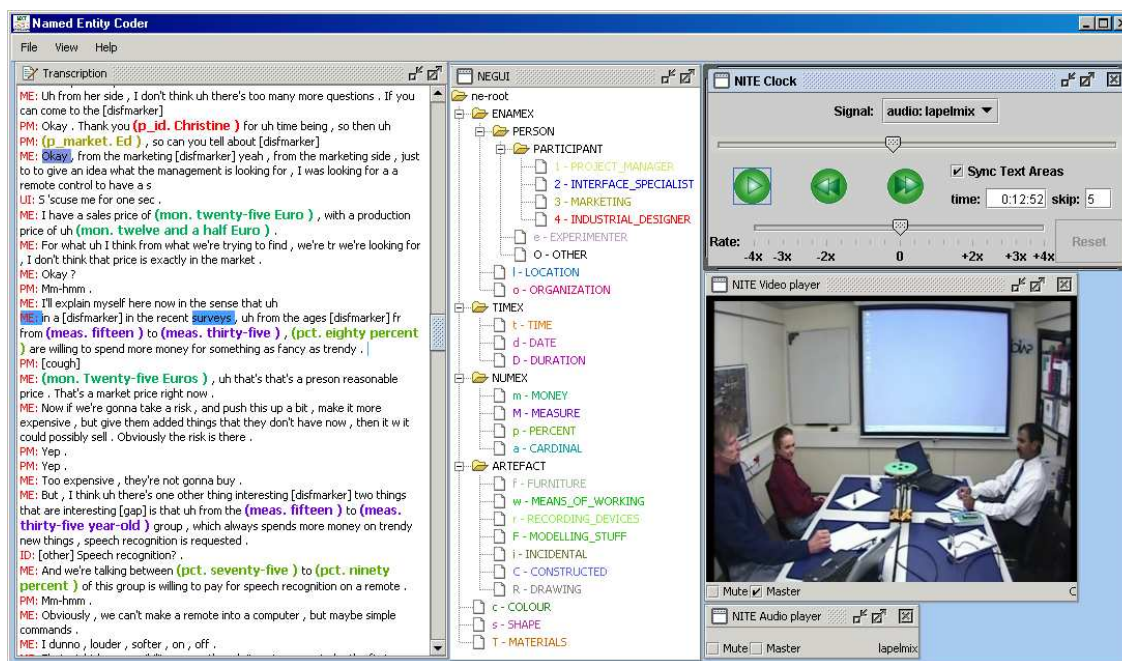 Named Entity Coder
File View Help
Transcription
ME: Uh from her side , I don't think uh there's too many more questions . If you
can come to the [disfmarker]
PM: Okay . Thank you (p_id. Christine ) for uh time being , so then uh
PM: (p_market. Ed ) , so can you tell about [disfmarker]
ME: Okay , from the marketing [disfmarker] yeah , from the marketing side , just
to to give an idea what the management is looking for , I was looking for a a
remote control to have a s
UI: S 'scuse me for one sec .
ME: I have a sales price of (mon. twenty-five Euro ) , with a production
price of uh (mon. twelve and a half Euro ) .
ME: For what uh I think from what we're trying to find , we're tr we're looking for
, I don't think that price is exactly in the market .
ME: Okay ?
PM: Mm-hmm .
ME: I'll explain myself here now in the sense that uh
ME: in a [disfmarker] in the recent surveys , uh from the ages [disfmarker] fr
from (meas. fifteen ) to (meas. thirty-five ) , (pct. eighty percent
) are willing to spend more money for something as fancy as trendy .
PM: [cough]
ME: (mon. Twenty-five Euros ) , uh that's that's a preson reasonable
price . That's a market price right now .
ME: Now if we're gonna take a risk , and push this up a bit , make it more
expensive , but give them added things that they don't have now , then it w it
could possibly sell . Obviously the risk is there .
PM: Yep .
PM: Yep .
ME: Too expensive , they're not gonna buy .
ME: But , I think uh there's one other thing interesting [disfmarker] two things
that are interesting [gap] is that uh from the (meas. fifteen ) to (meas.
thirty-five year-old ) group , which always spends more money on trendy
new things , speech recognition is requested .
ID: [other] Speech recognition? .
ME: And we're talking between (pct. seventy-five ) to (pct. ninety
percent ) of this group is willing to pay for speech recognition on a remote .
PM: Mm-hmm .
ME: Obviously , we can't make a remote into a computer , but maybe simple
commands .
ME: I dunno , louder , softer , on , off .
NEGUI
ne-root
ENAMEX
PERSON
PARTICIPANT
1 - PROJECT_MANAGER
2 - INTERFACE_SPECIALIST
3 - MARKETING
4 - INDUSTRIAL_DESIGNER
e - EXPERIMENTER
O - OTHER
l - LOCATION
o - ORGANIZATION
TIMEX
t - TIME
d - DATE
D - DURATION
NUMEX
m - MONEY
M - MEASURE
p - PERCENT
a - CARDINAL
ARTEFACT
f - FURNITURE
w - MEANS_OF_WORKING
r - RECORDING_DEVICES
F - MODELLING_STUFF
i - INCIDENTAL
C - CONSTRUCTED
R - DRAWING
c - COLOUR
s - SHAPE
T - MATERIALS
NITE Clock
Signal: audio: lapelmix
Sync Text Areas
time: 0:12:52 skip: 5
Rate: Reset
-4x -3x -2x 0 +2x +3x +4x
NITE Video player
Mute Master C
NITE Audio player
Mute Master lapelmix